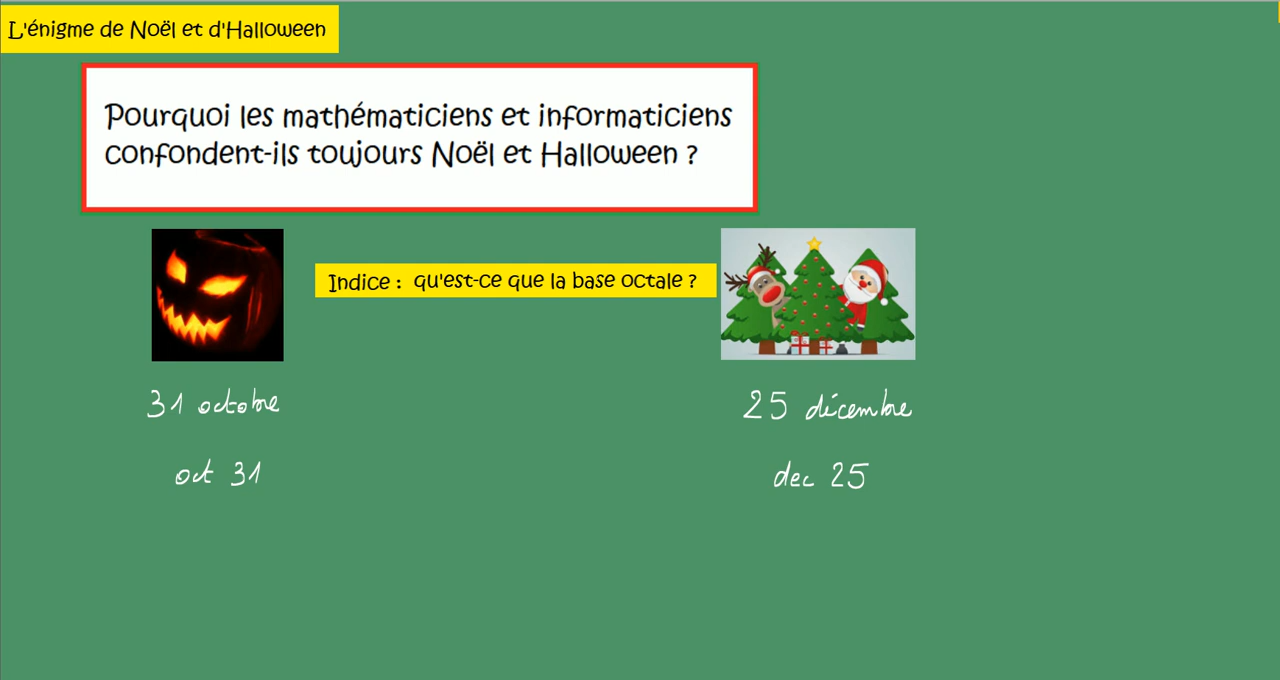 L'énigme de Noël et d'Halloween
Pourquoi les mathématiciens et informaticiens
confondent-ils toujours Noël et Halloween ?
Indice : qu'est-ce que la base octale ?
31 octobre
25 décembre
oct 31
dec 25